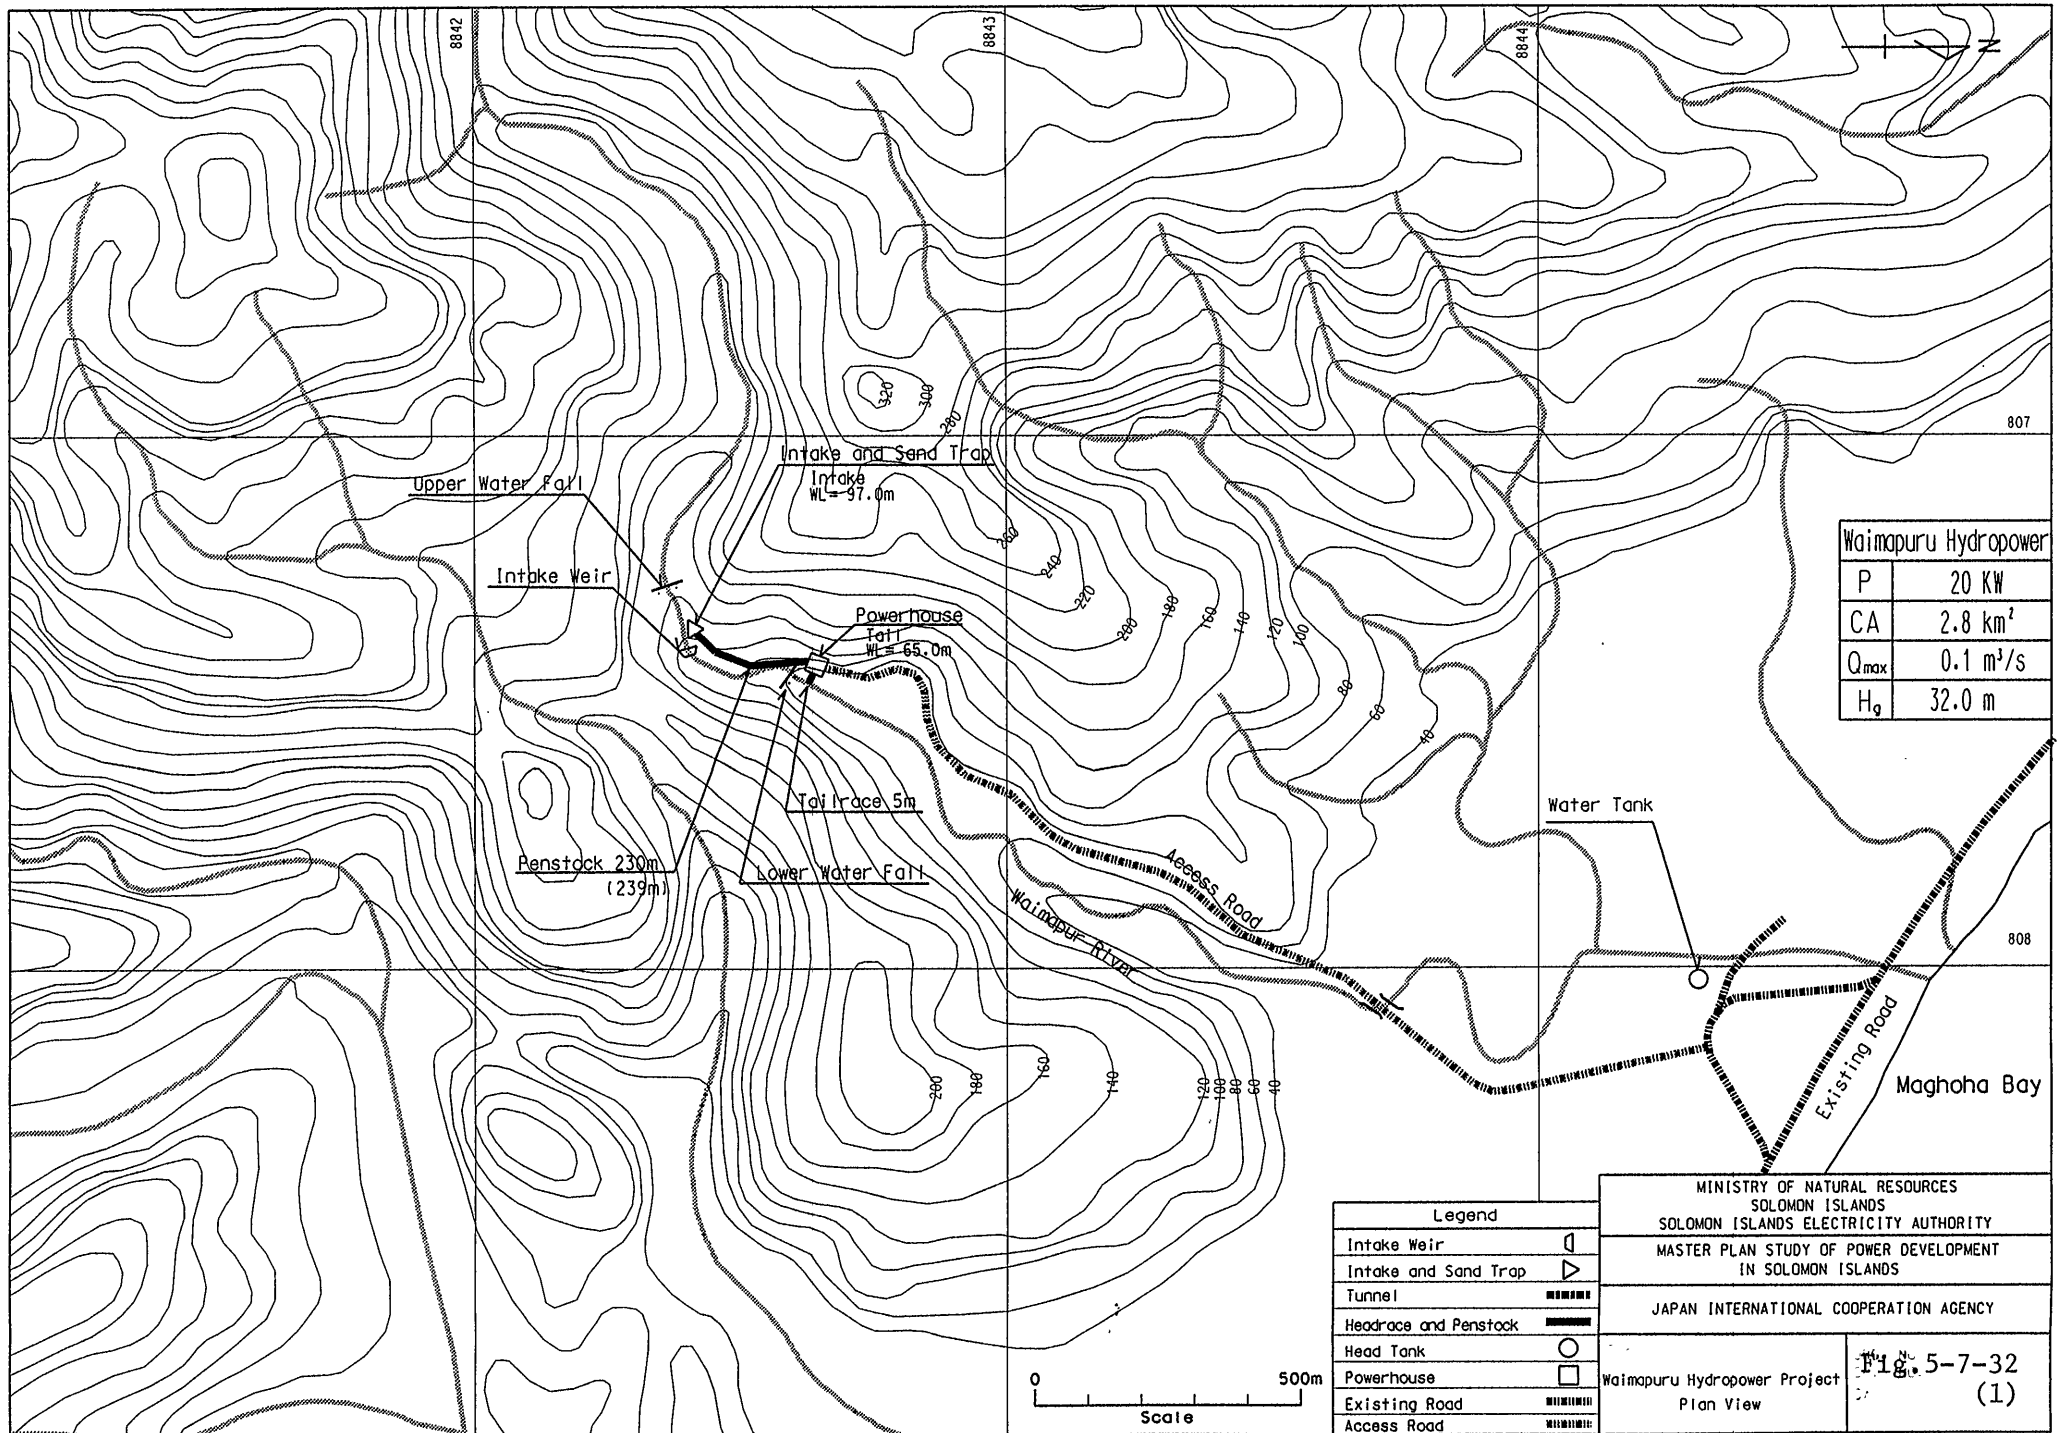 8842
8843
8844
N
807
320
300
280
Intake and Sand Trap
Intake
WL= 97.0m
Upper Water Fall
Intake Weir
260
240
220
200
180
160
140
120
100
80
60
40
Powerhouse
Tail
WL= 65.0m
Waimapuru Hydropower
P 20 KW
CA 2.8 km²
Qmax 0.1 m³/s
Hg 32.0 m
Tailrace 5m
Penstock 230m
(239m)
Lower Water Fall
Water Tank
Access Road
Waimapur River
808
Existing Road
Maghoha Bay
200
180
160
140
120
100
80
60
40
Legend
Intake Weir
Intake and Sand Trap
Tunnel
Headrace and Penstock
Head Tank
Powerhouse
Existing Road
Access Road
0 500m
Scale
MINISTRY OF NATURAL RESOURCES
SOLOMON ISLANDS
SOLOMON ISLANDS ELECTRICITY AUTHORITY
MASTER PLAN STUDY OF POWER DEVELOPMENT
IN SOLOMON ISLANDS
JAPAN INTERNATIONAL COOPERATION AGENCY
Waimapuru Hydropower Project
Plan View
Fig.5-7-32
(1)